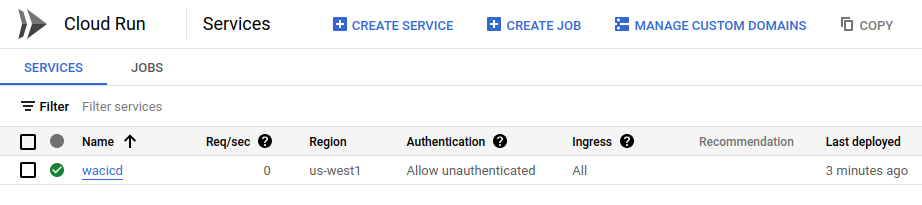 Cloud Run Services CREATE SERVICE CREATE JOB MANAGE CUSTOM DOMAINS COPY
SERVICES JOBS
Filter Filter services
Name Req/sec Region Authentication Ingress Recommendation Last deployed
wacicd 0 us-west1 Allow unauthenticated All 3 minutes ago